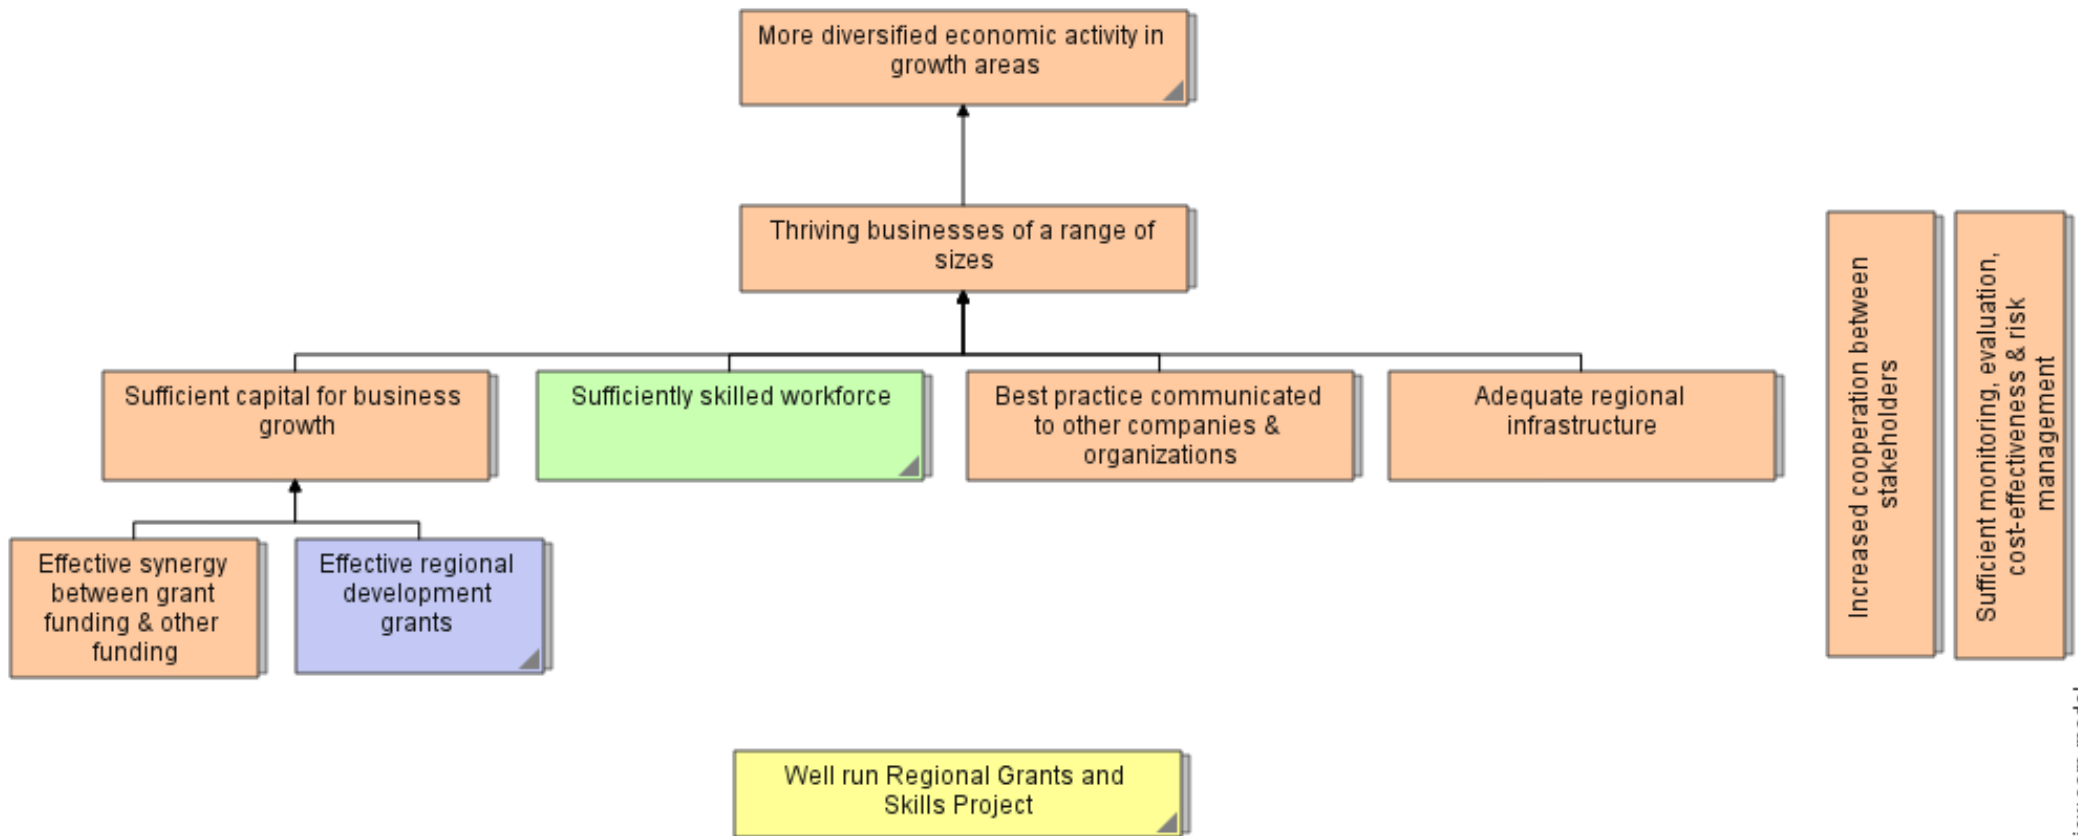 More diversified economic activity in
growth areas
Thriving businesses of a range of
sizes
Sufficient capital for business
growth
Sufficiently skilled workforce
Best practice communicated
to other companies &
organizations
Adequate regional
infrastructure
Effective synergy
between grant
funding & other
funding
Effective regional
development
grants
Increased cooperation between
stakeholders
Sufficient monitoring, evaluation,
cost-effectiveness & risk
management
Well run Regional Grants and
Skills Project